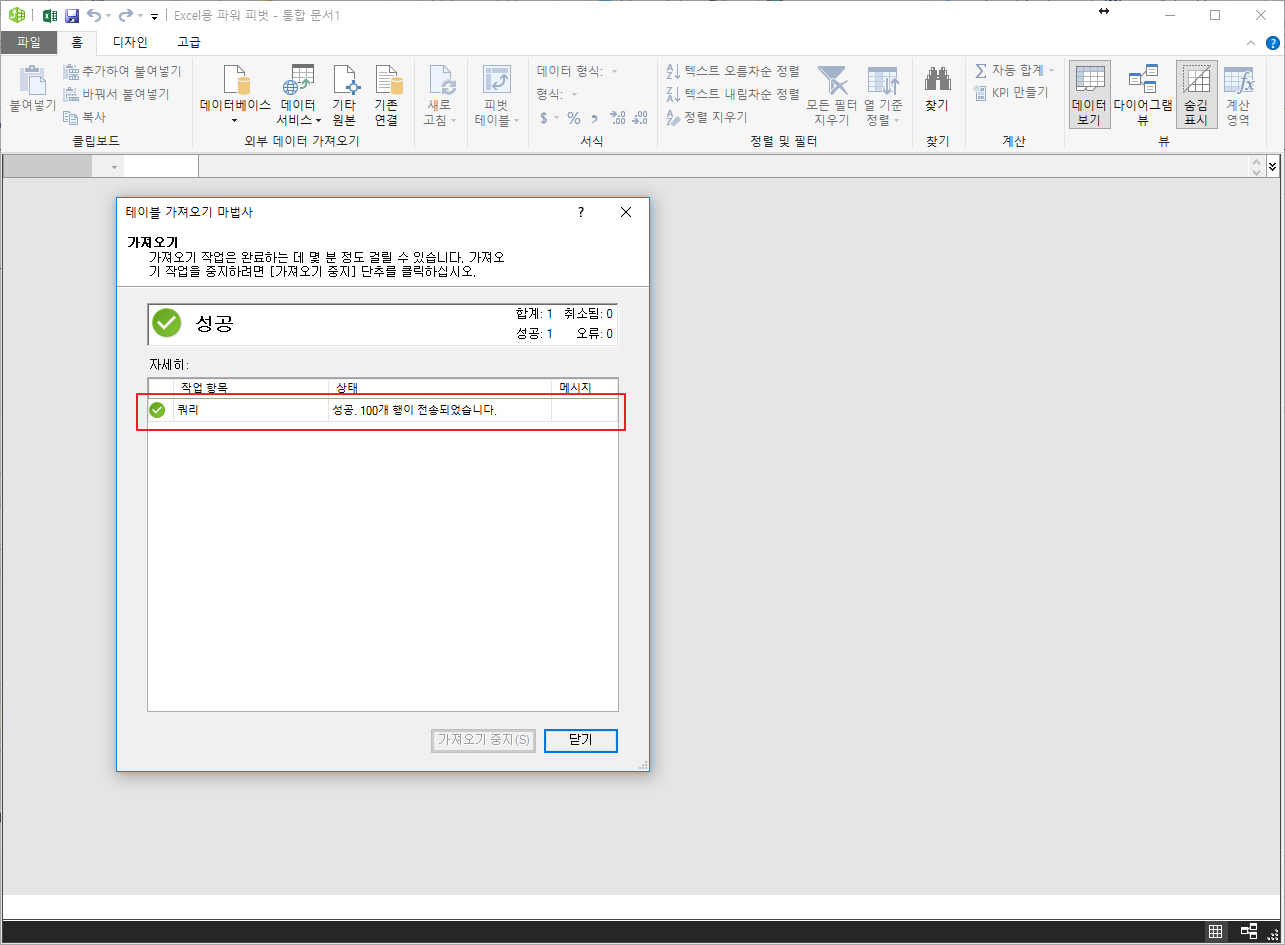 Excel용 파워 피벗 - 통합 문서1
파일 홈 디자인 고급
붙여넣기
추가하여 붙여넣기
바꿔서 붙여넣기
복사
클립보드
데이터베이스
데이터 서비스
기타 원본
기존 연결
외부 데이터 가져오기
새로 고침
피벗 테이블
데이터 형식:
형식:
$ % , .00 .00
서식
텍스트 오름차순 정렬
텍스트 내림차순 정렬
정렬 지우기
모든 필터 지우기
열 기준 정렬
정렬 및 필터
찾기
찾기
자동 합계
KPI 만들기
계산
데이터 보기
다이어그램 뷰
숨김 표시
계산 영역
뷰
테이블 가져오기 마법사 ?
가져오기
가져오기 작업은 완료하는 데 몇 분 정도 걸릴 수 있습니다. 가져오
기 작업을 중지하려면 [가져오기 중지] 단추를 클릭하십시오.
성공
합계: 1 취소됨: 0
성공: 1 오류: 0
자세히:
작업 항목 상태 메시지
쿼리 성공. 100개 행이 전송되었습니다.
가져오기 중지(S) 닫기